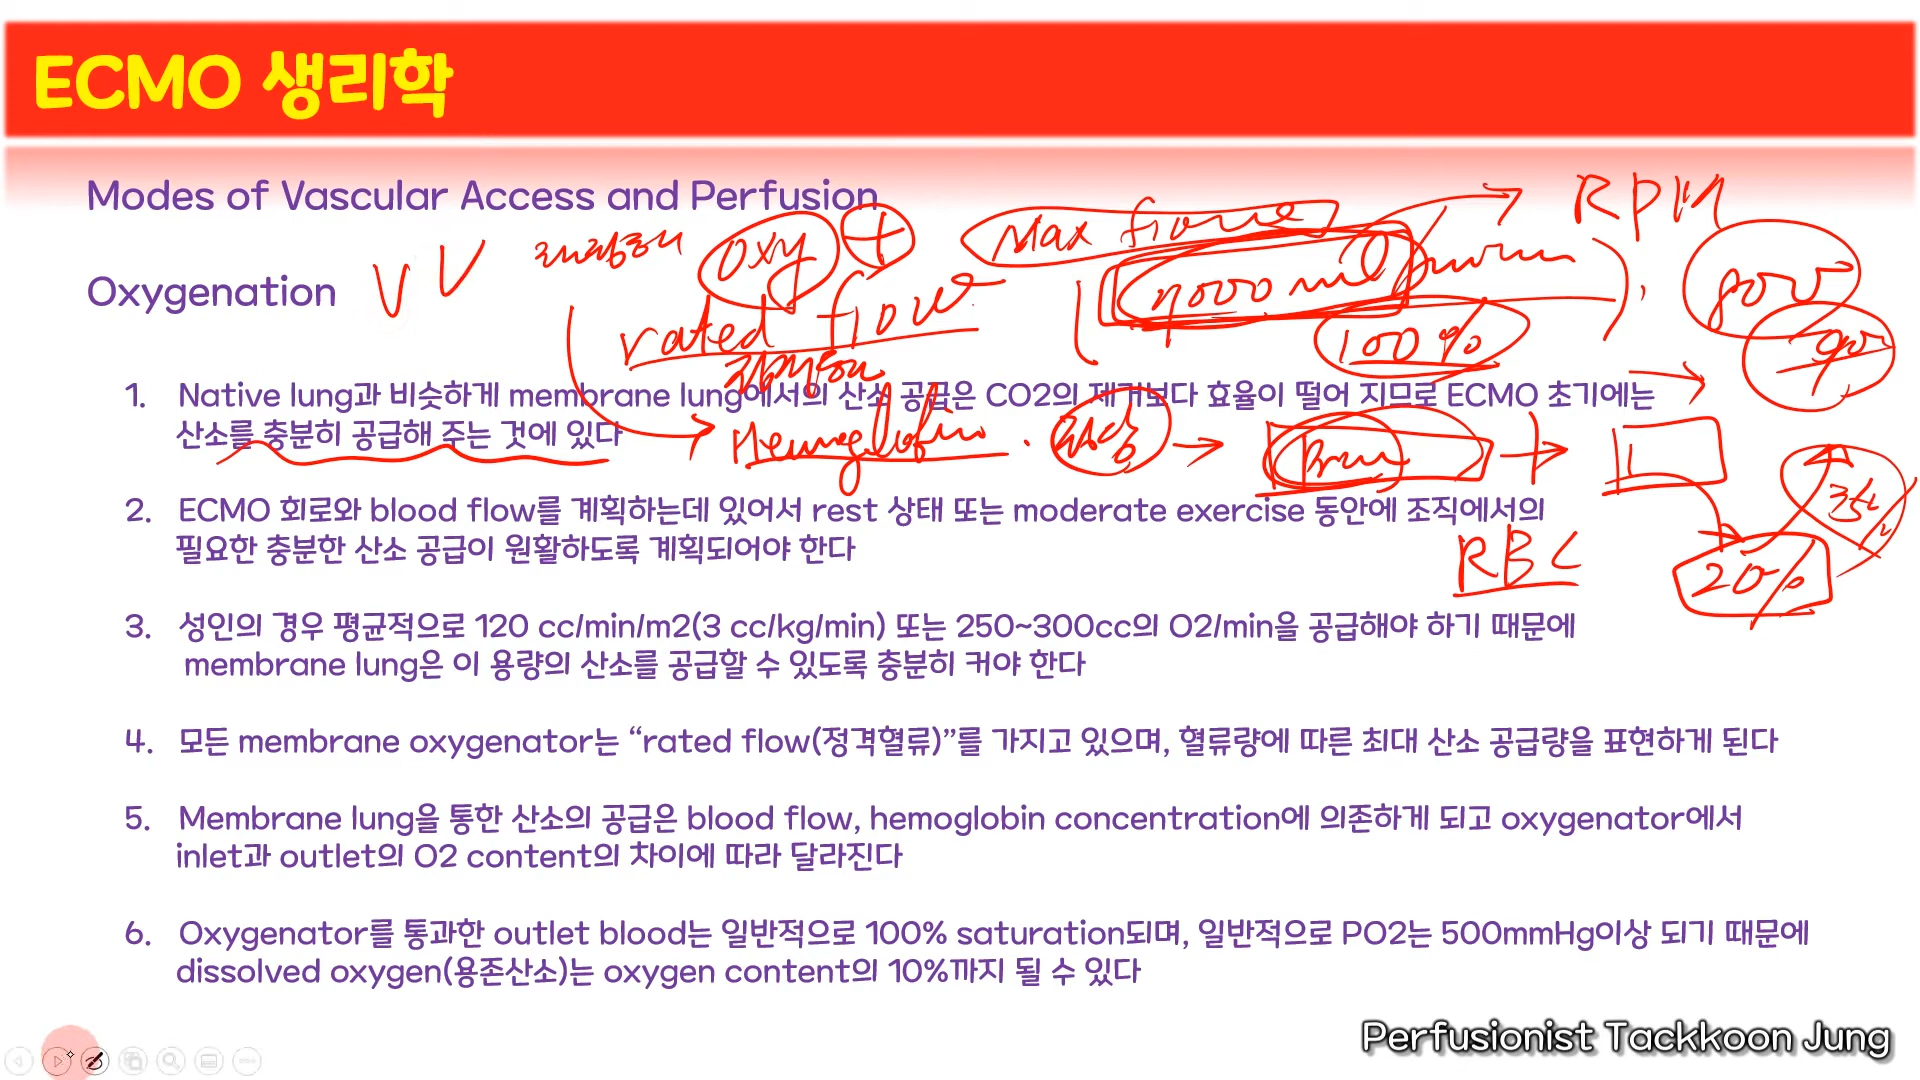 ECMO 생리학
Modes of Vascular Access and Perfusion
RPM
Max flow
oxy +
V V
Oxygenation
rated flow
100%
1. Native lung과 비슷하게 membrane lung에서의 산소 공급은 CO2의 제거보다 효율이 떨어 지므로 ECMO 초기에는
산소를 충분히 공급해 주는 것에 있다
Hemoglobin
2. ECMO 회로와 blood flow를 계획하는데 있어서 rest 상태 또는 moderate exercise 동안에 조직에서의
필요한 충분한 산소 공급이 원활하도록 계획되어야 한다
RBC
20%
3. 성인의 경우 평균적으로 120 cc/min/m2(3 cc/kg/min) 또는 250~300cc의 O2/min을 공급해야 하기 때문에
membrane lung은 이 용량의 산소를 공급할 수 있도록 충분히 커야 한다
4. 모든 membrane oxygenator는 “rated flow(정격혈류)”를 가지고 있으며, 혈류량에 따른 최대 산소 공급량을 표현하게 된다
5. Membrane lung을 통한 산소의 공급은 blood flow, hemoglobin concentration에 의존하게 되고 oxygenator에서
inlet과 outlet의 O2 content의 차이에 따라 달라진다
6. Oxygenator를 통과한 outlet blood는 일반적으로 100% saturation되며, 일반적으로 PO2는 500mmHg이상 되기 때문에
dissolved oxygen(용존산소)는 oxygen content의 10%까지 될 수 있다
Perfusionist Tackkoon Jung